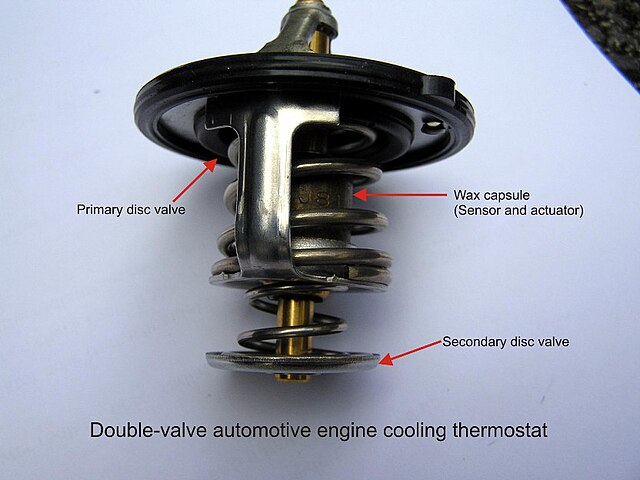 Primary disc valve
Wax capsule
(Sensor and actuator)
Secondary disc valve
Double-valve automotive engine cooling thermostat